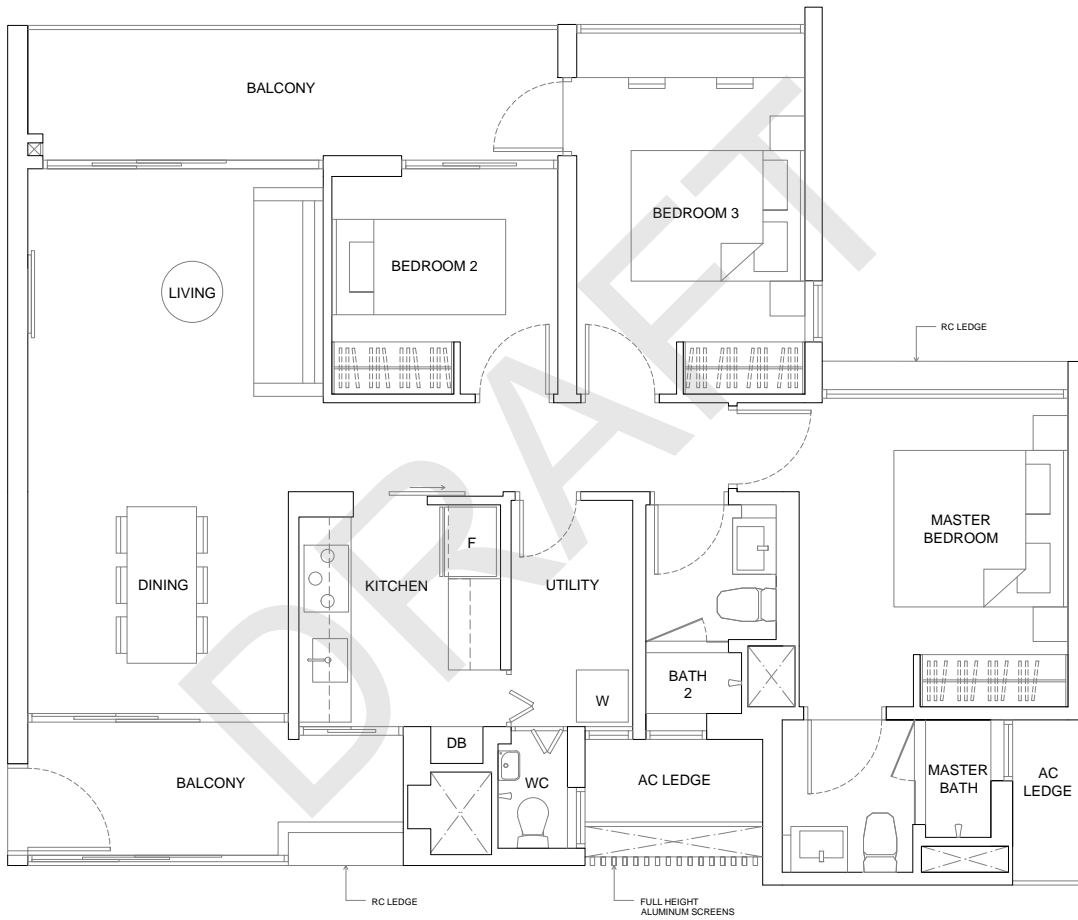 BALCONY
BEDROOM 3
BEDROOM 2
LIVING
RC LEDGE
MASTER
BEDROOM
F
DINING
KITCHEN
UTILITY
BATH
2
W
DB
BALCONY
WC
AC LEDGE
MASTER
BATH
AC
LEDGE
RC LEDGE
FULL HEIGHT
ALUMINUM SCREENS
DRAFT